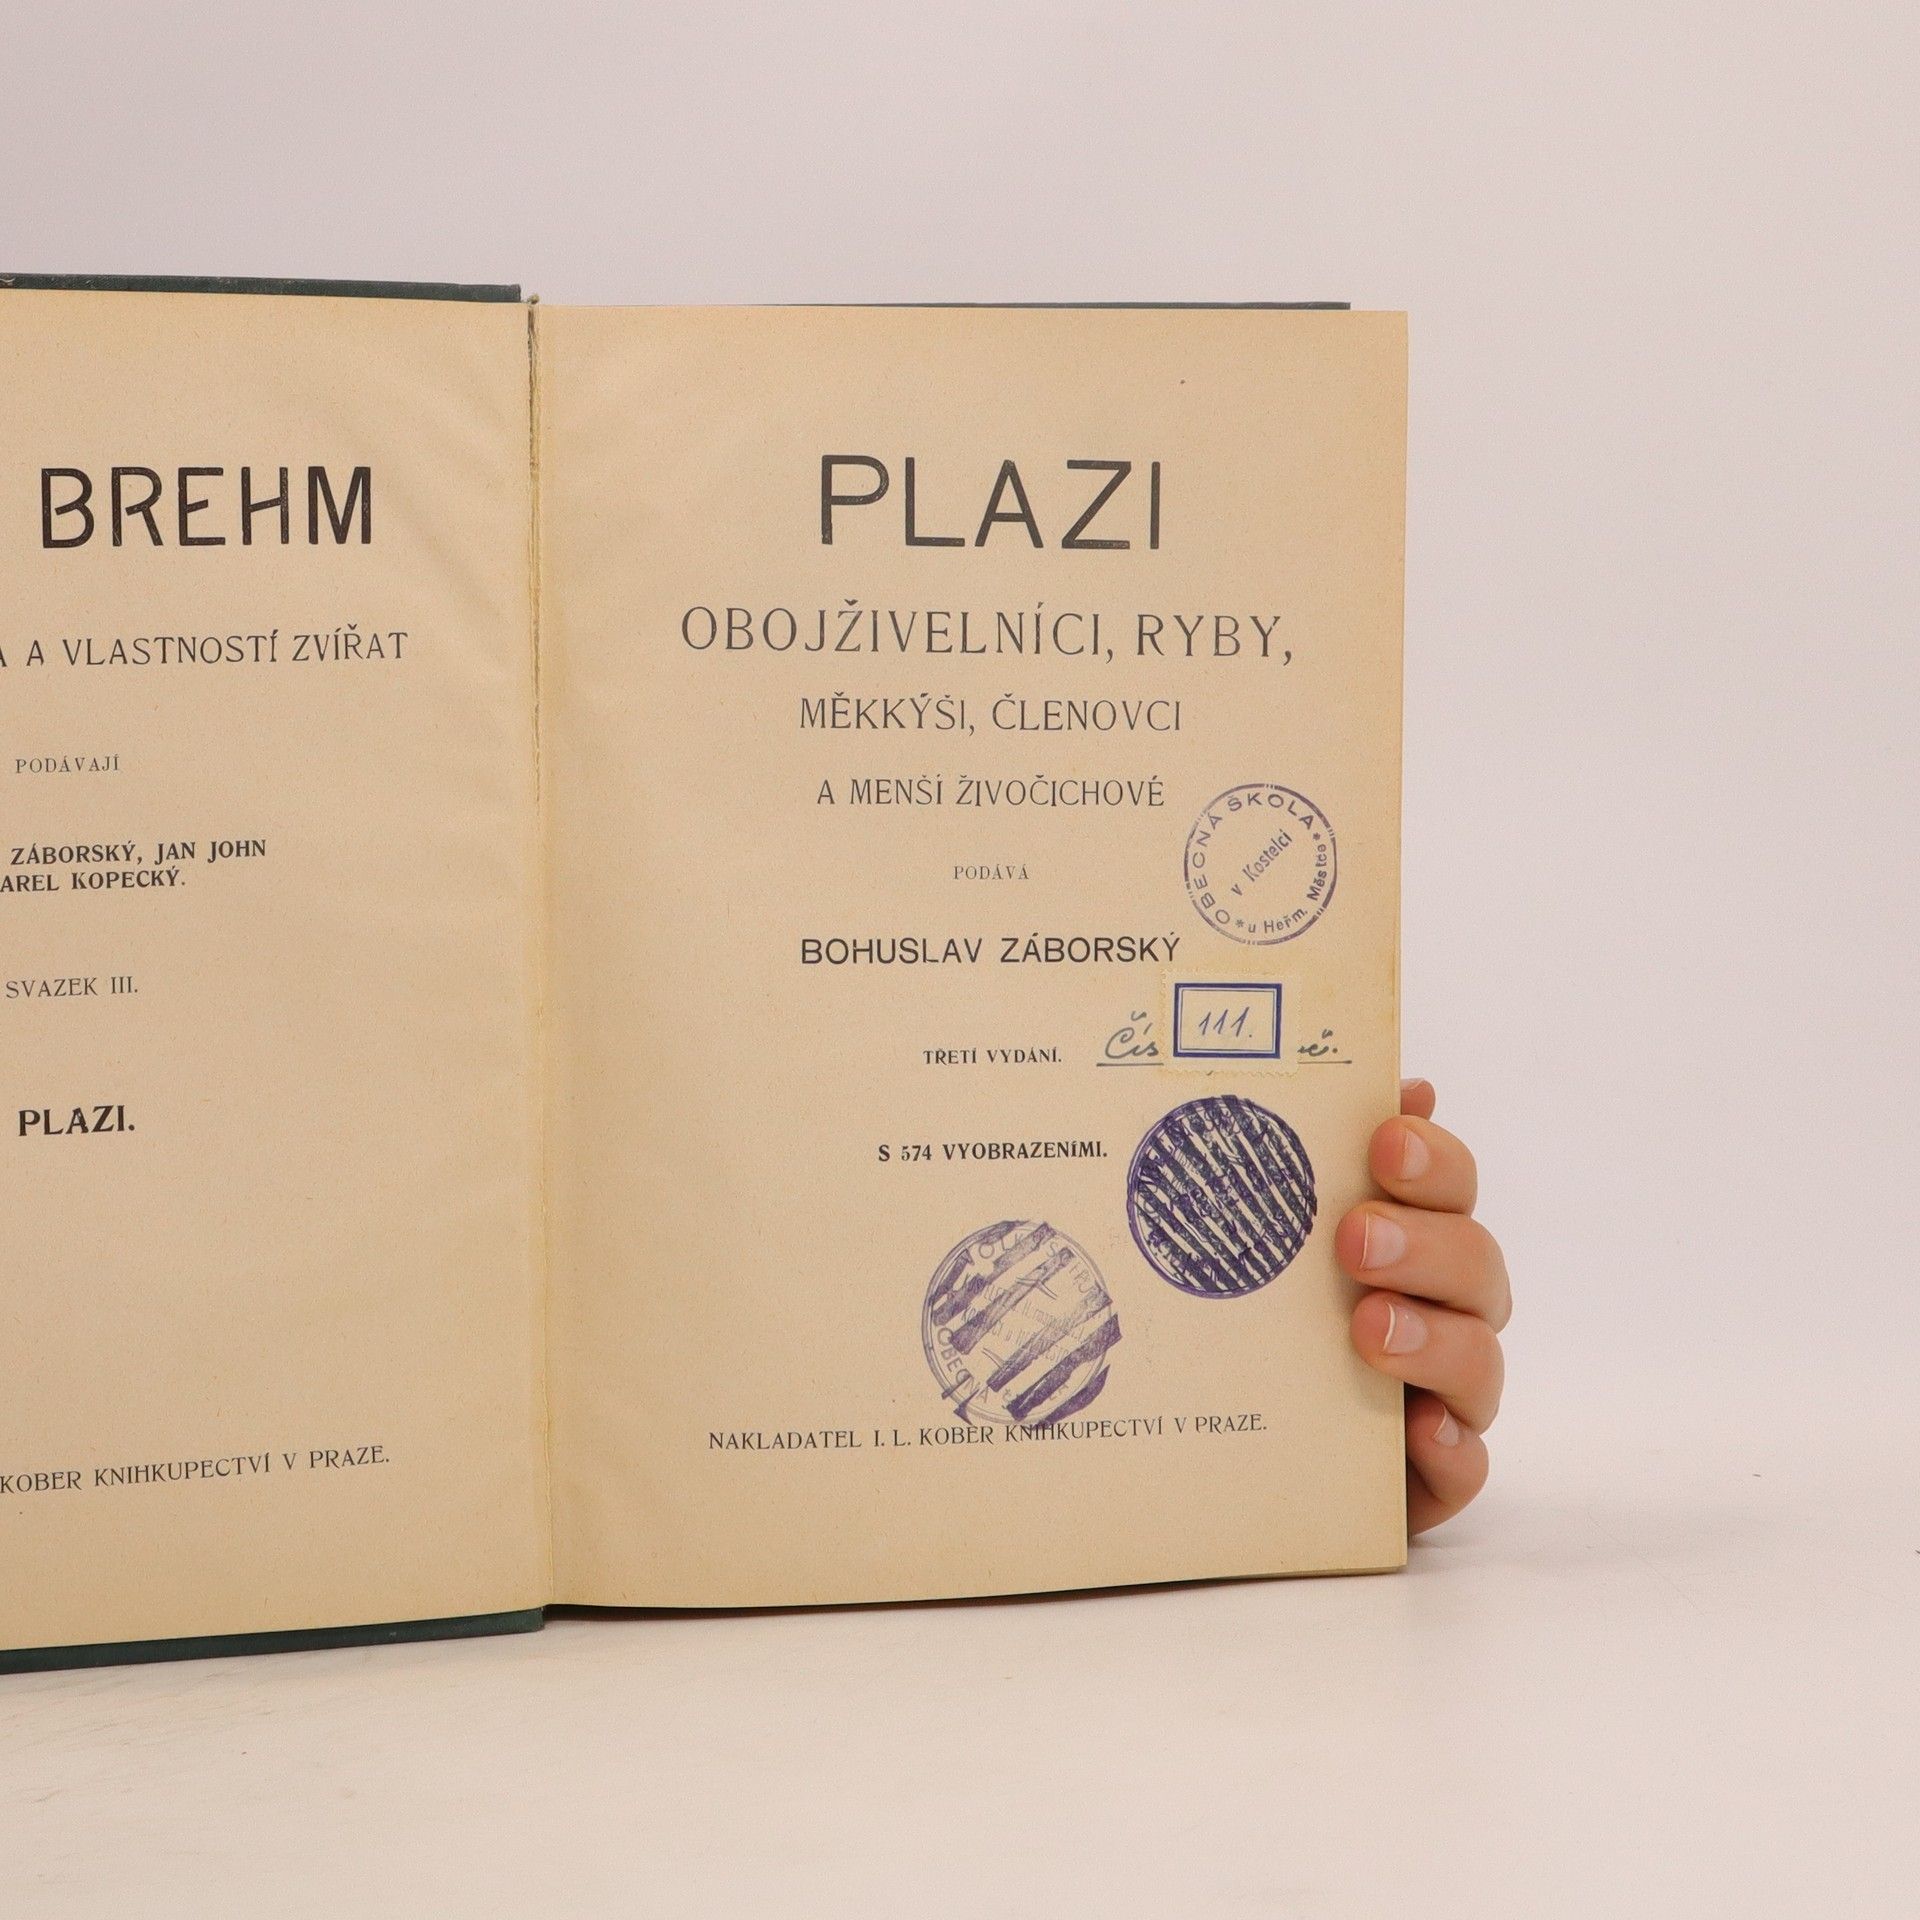 BREHM
A VLASTNOSTÍ ZVÍŘAT
PODÁVAJÍ
ZÁBORSKÝ, JAN JOHN
AREL KOPECKÝ.
SVAZEK III.
PLAZI.
KOBER KNIHKUPECTVÍ V PRAZE.
PLAZI
OBOJŽIVELNÍCI, RYBY,
MĚKKÝŠI, ČLENOVCI
A MENŠÍ ŽIVOČICHOVÉ
PODÁVÁ
BOHUSLAV ZÁBORSKÝ
TŘETÍ VYDÁNÍ.
S 574 VYOBRAZENÍMI.
NAKLADATEL I. L. KOBER KNIHKUPECTVÍ V PRAZE.
OBECNÁ ŠKOLA
v Kostelci
* u Heřm. Městce *
Čís
111.
OBECNÁ